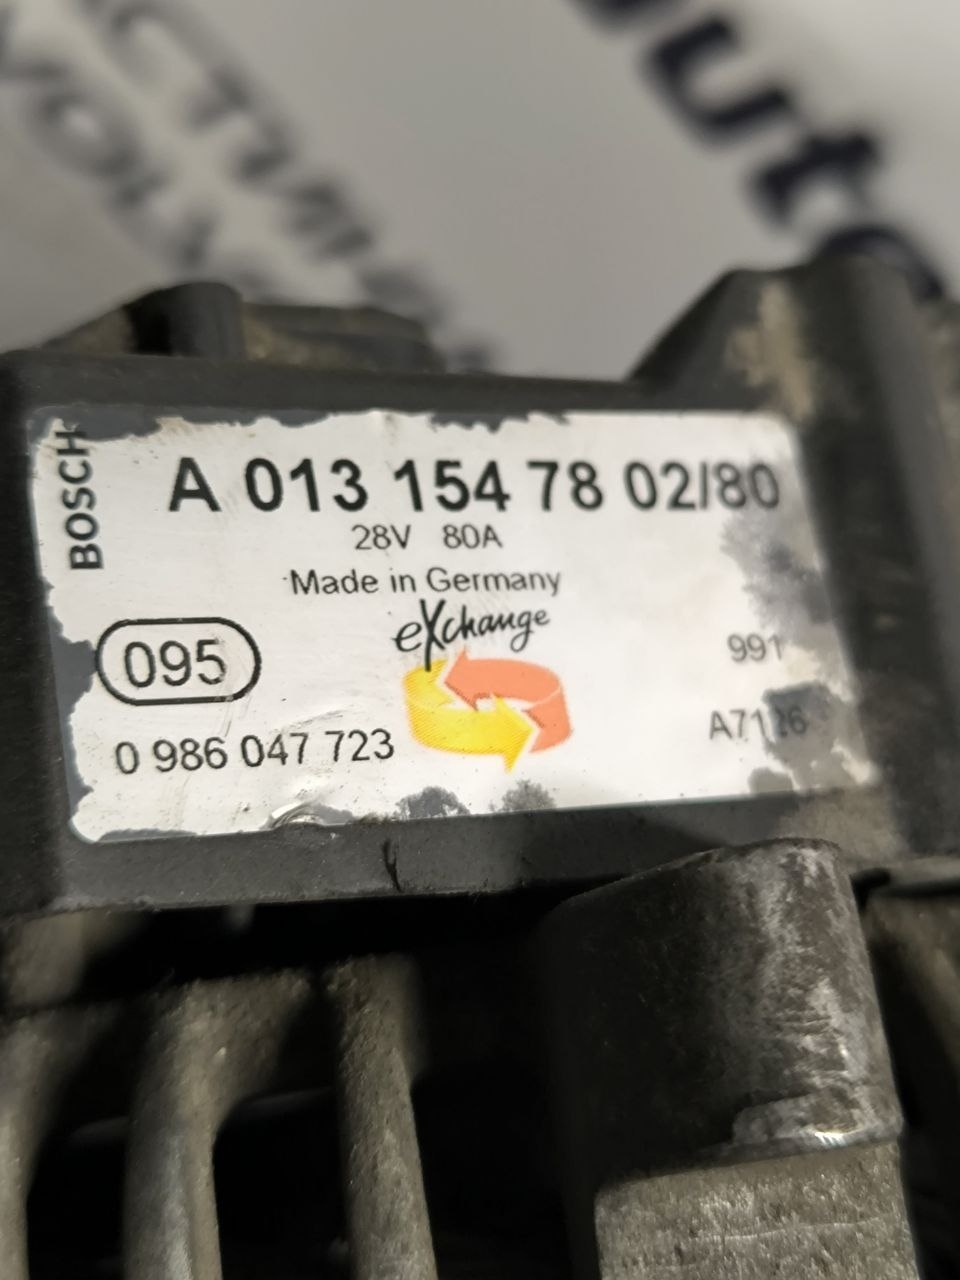 BOSCH
A 013 154 78 02/80
28V 80A
Made in Germany
eXchange
095
991
0 986 047 723